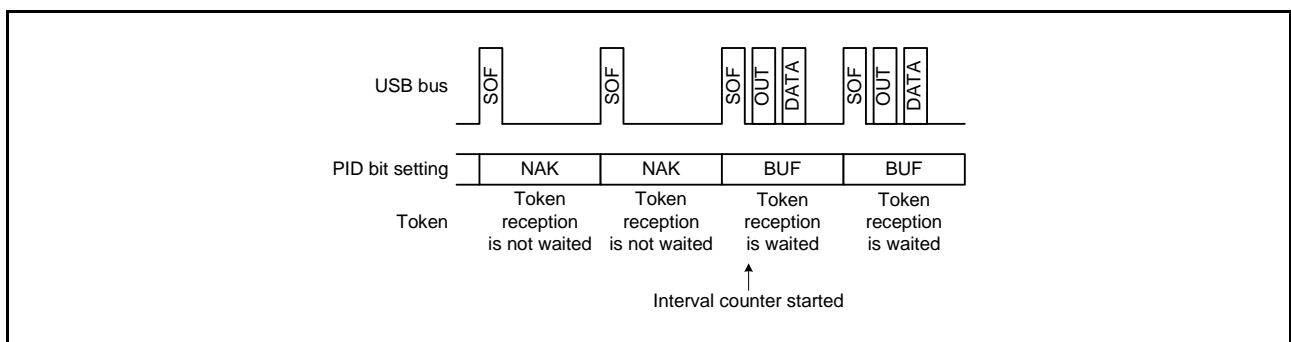 USB bus
SOF
SOF
SOF
OUT
DATA
SOF
OUT
DATA
PID bit setting
NAK
NAK
BUF
BUF
Token
Token
reception
is not waited
Token
reception
is not waited
Token
reception
is waited
Token
reception
is waited
Interval counter started